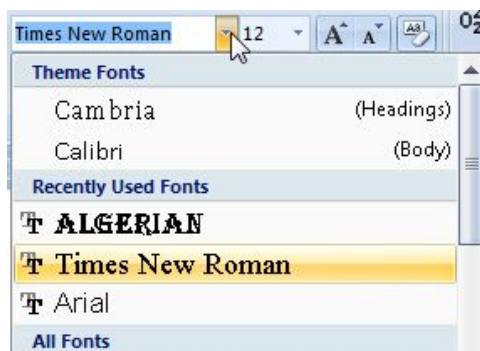 Times New Roman 12 A A
Theme Fonts
Cambria (Headings)
Calibri (Body)
Recently Used Fonts
ALGERIAN
Times New Roman
Arial
All Fonts